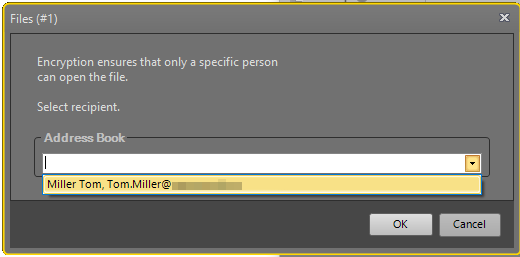 Files (#1)
Encryption ensures that only a specific person
can open the file.
Select recipient.
Address Book
Miller Tom, Tom.Miller@
OK
Cancel